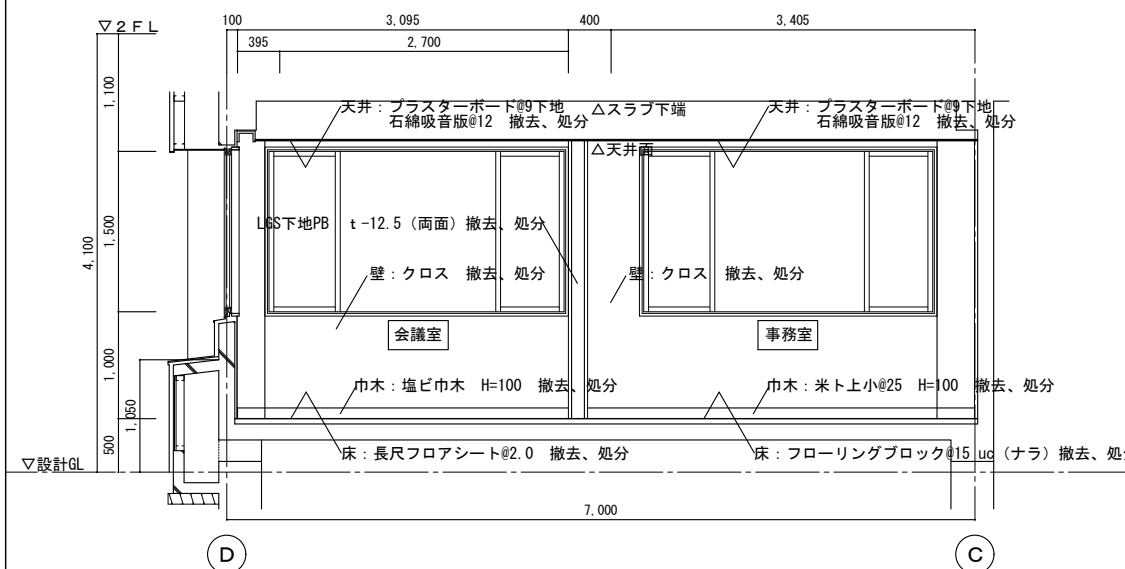 ▽２ＦＬ
100
3,095
400
3,405
395
2,700
1,100
天井：プラスターボード@9下地
石綿吸音版@12　撤去、処分
△スラブ下端
天井：プラスターボード@9下地
石綿吸音版@12　撤去、処分
△天井面
1,500
4,100
LGS下地PB　ｔ-12.5（両面）撤去、処分
壁：クロス　撤去、処分
壁：クロス　撤去、処分
会議室
事務室
1,000
1,050
巾木：塩ビ巾木　H=100　撤去、処分
巾木：米ト上小@25　H=100　撤去、処分
500
床：長尺フロアシート@2.0　撤去、処分
床：フローリングブロック@15 uc（ナラ）撤去、処分
▽設計GL
7,000
D
C